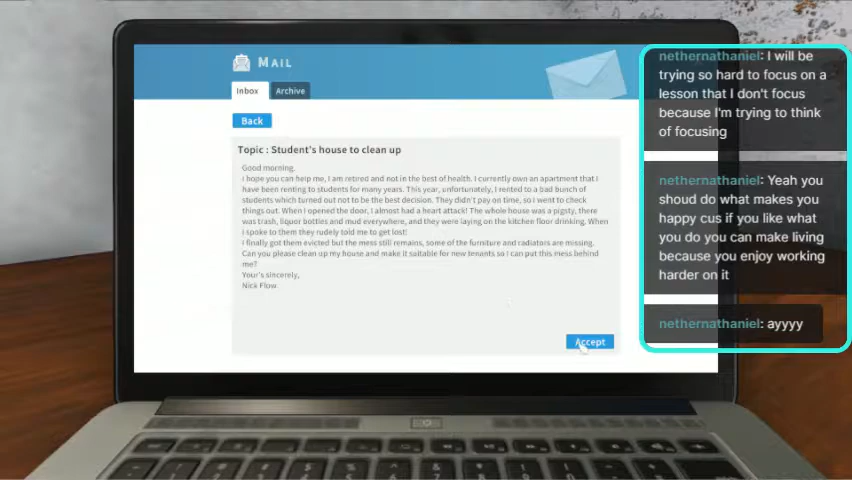 MAIL
Inbox Archive
Back
Topic : Student's house to clean up
Good morning,
I hope you can help me, I am retired and not in the best of health. I currently own an apartment that I
have been renting to students for many years. This year, unfortunately, I rented to a bad bunch of
students which turned out not to be the best decision. They didn't pay on time, so I went to check
things out. When I opened the door, I almost had a heart attack! The whole house was a pigsty, there
was trash, liquor bottles and mud everywhere, and they were laying on the kitchen floor drinking. When
I spoke to them they rudely told me to get lost!
I finally got them evicted but the mess still remains, some of the furniture and radiators are missing.
Can you please clean up my house and make it suitable for new tenants so I can put this mess behind
me?
Your's sincerely,
Nick Flow
Accept
nethernathaniel: I will be
trying so hard to focus on a
lesson that I don't focus
because I'm trying to think
of focusing
nethernathaniel: Yeah you
shoud do what makes you
happy cus if you like what
you do you can make living
because you enjoy working
harder on it
nethernathaniel: ayyyy